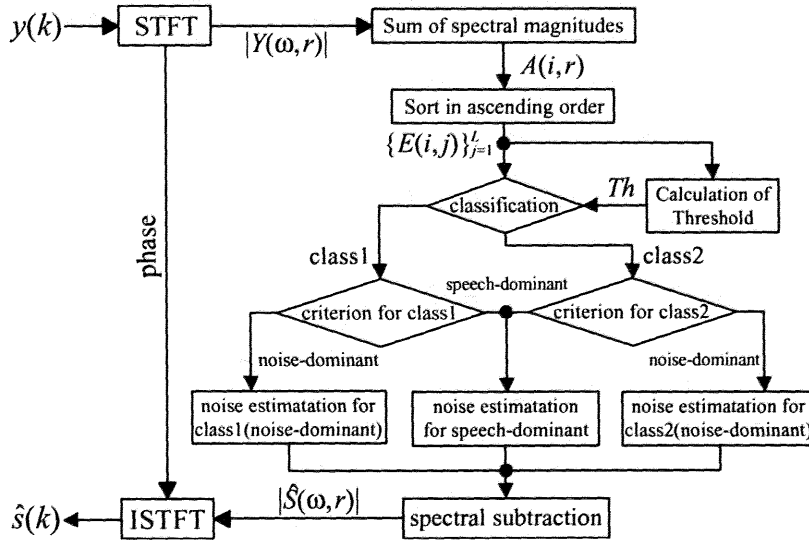 y(k)
STFT
|Y(ω,r)|
Sum of spectral magnitudes
A(i,r)
Sort in ascending order
{E(i,j)}_{j=1}^{L}
Th
Calculation of
Threshold
classification
phase
class1
class2
speech-dominant
criterion for class1
criterion for class2
noise-dominant
noise-dominant
noise estimatation for
class1(noise-dominant)
noise estimatation
for speech-dominant
noise estimatation for
class2(noise-dominant)
ŝ(k)
ISTFT
|Ŝ(ω,r)|
spectral subtraction